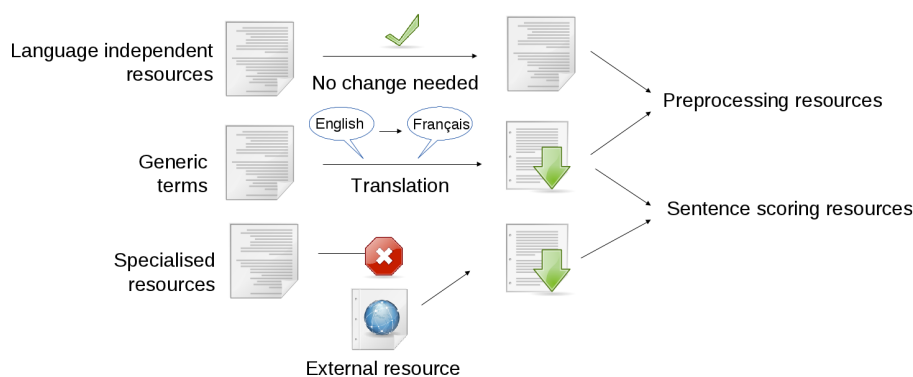 Language independent
resources
No change needed
Preprocessing resources
English
Français
Generic
terms
Translation
Sentence scoring resources
Specialised
resources
External resource